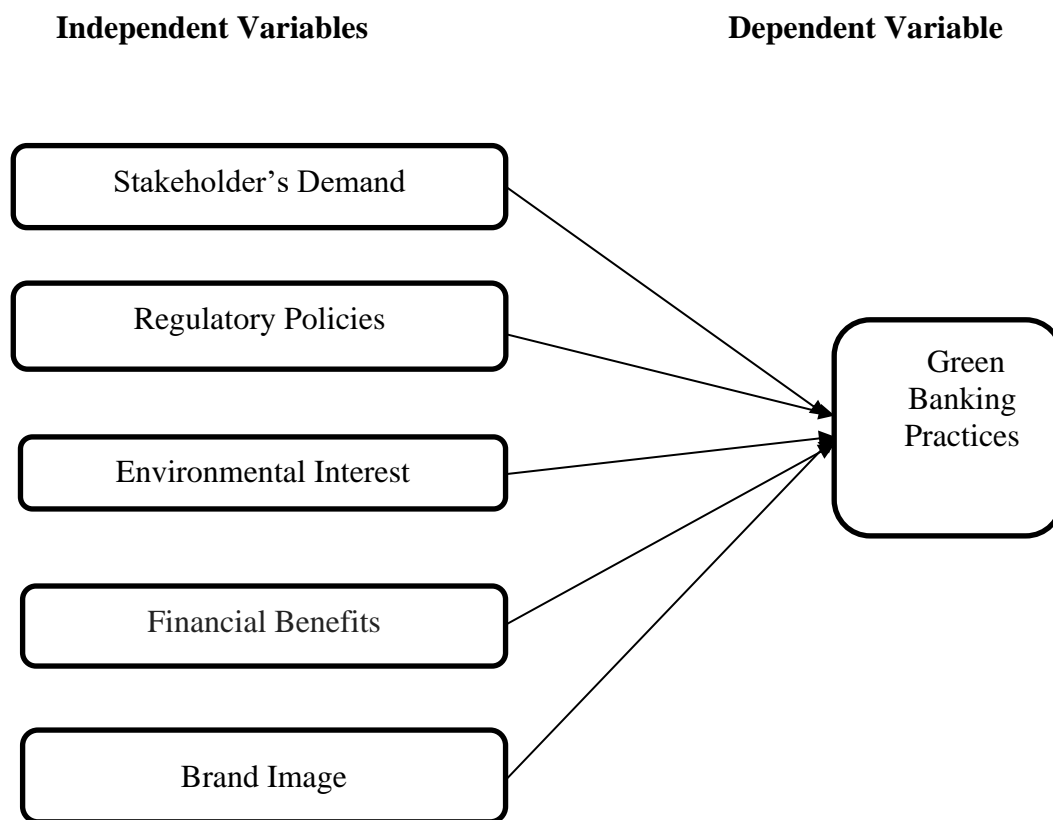 Independent Variables
Dependent Variable
Stakeholder’s Demand
Regulatory Policies
Environmental Interest
Financial Benefits
Brand Image
Green
Banking
Practices